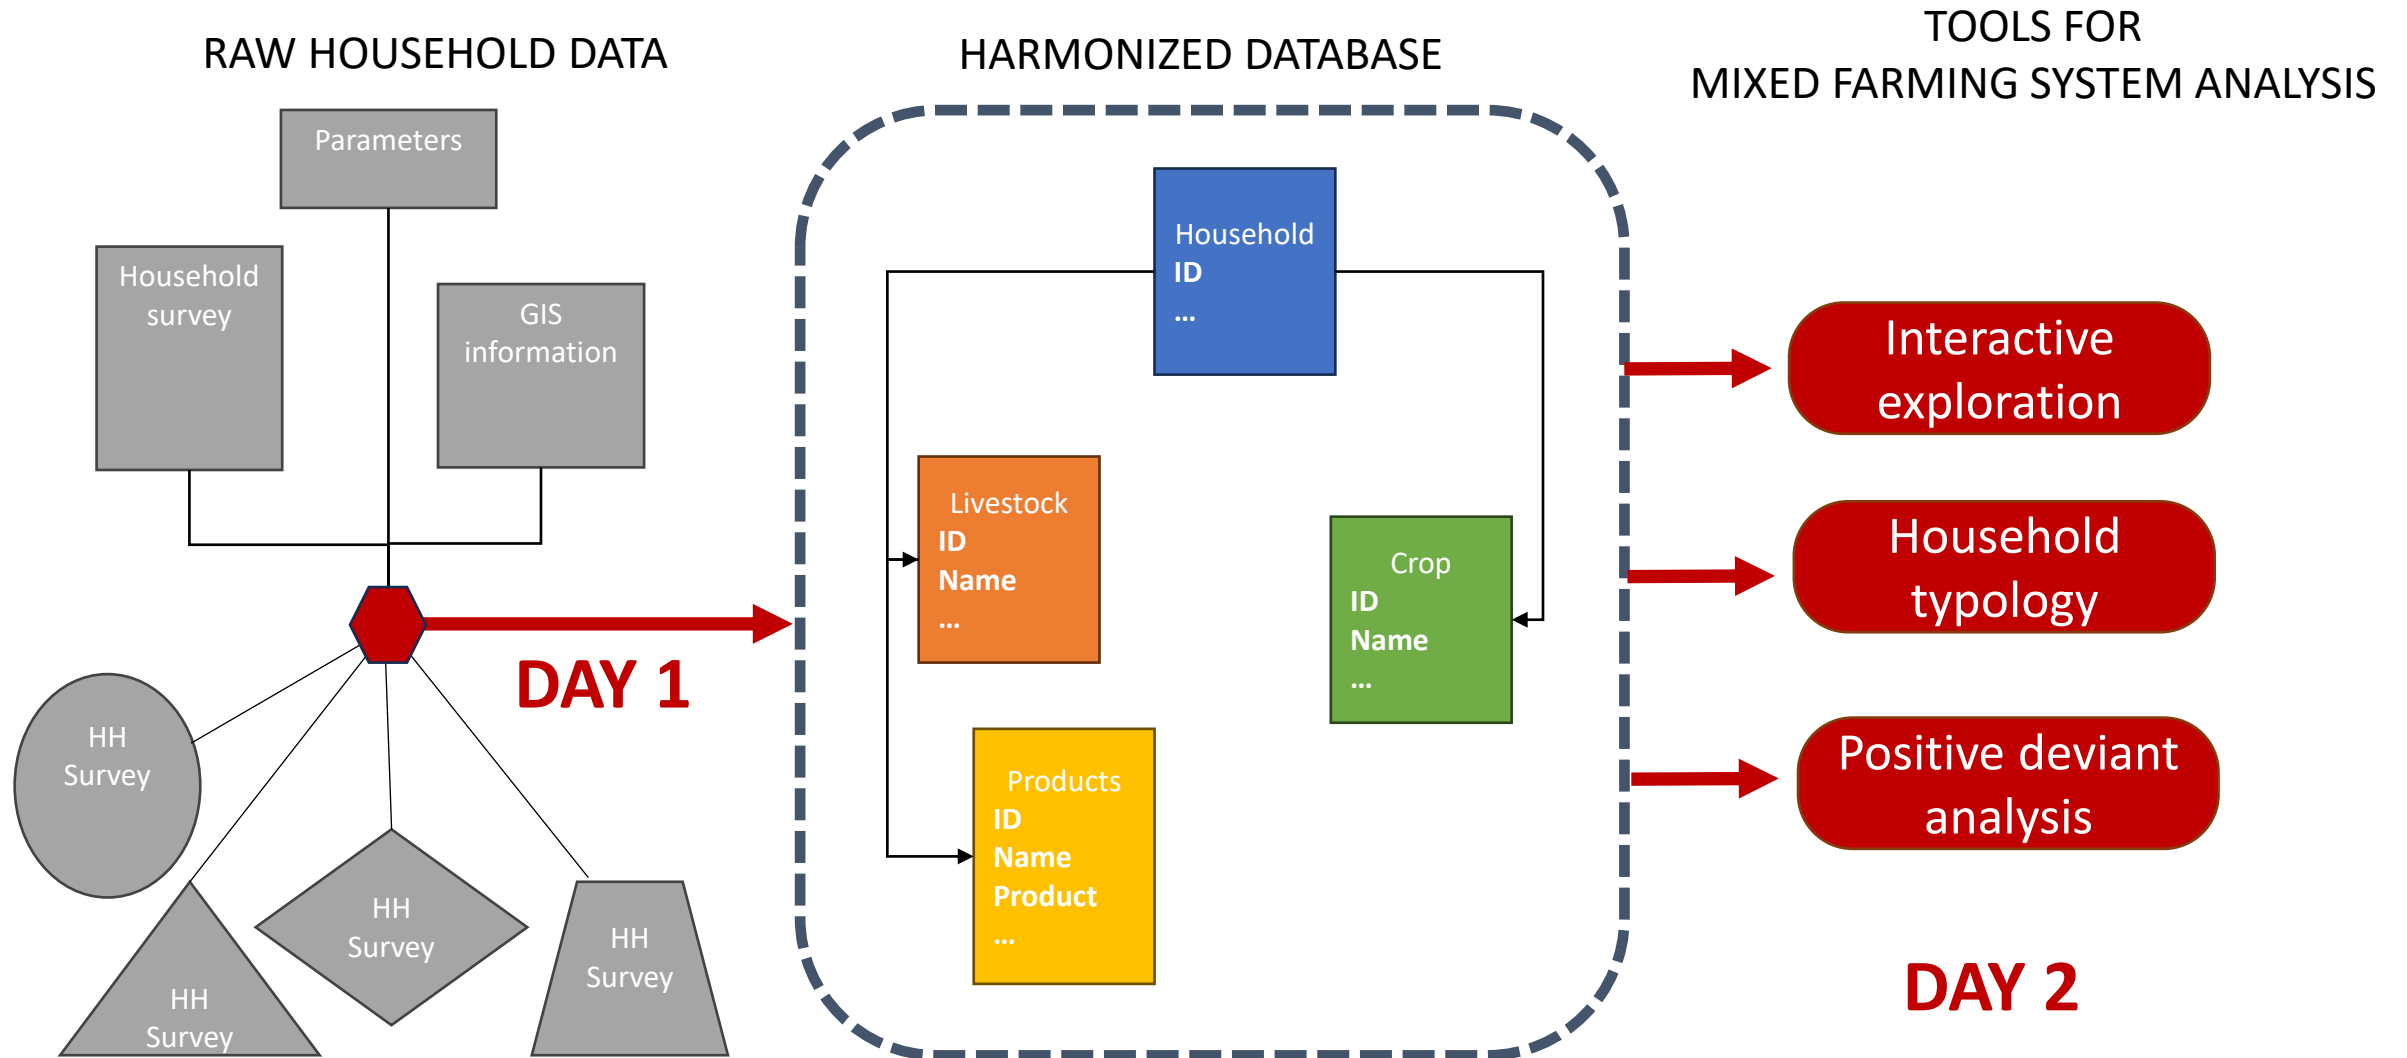 RAW HOUSEHOLD DATA
Parameters
Household
survey
GIS
information
DAY 1
HH
Survey
HH
Survey
HH
Survey
HH
Survey
HARMONIZED DATABASE
Household
ID
...
Livestock
ID
Name
...
Crop
ID
Name
...
Products
ID
Name
Product
...
TOOLS FOR
MIXED FARMING SYSTEM ANALYSIS
Interactive
exploration
Household
typology
Positive deviant
analysis
DAY 2